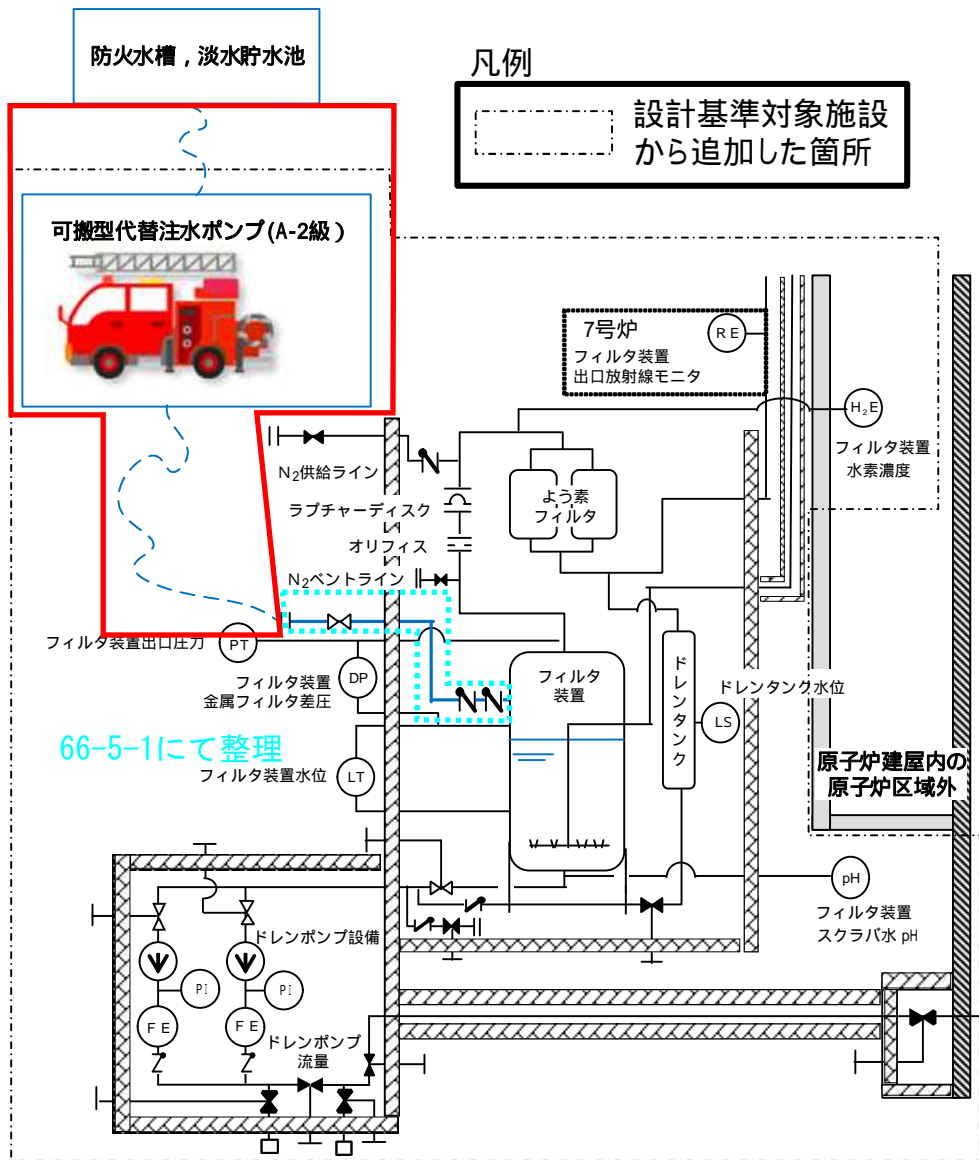 防火水槽，淡水貯水池
凡例
設計基準対象施設
から追加した箇所
可搬型代替注水ポンプ(A-2級）
7号炉
フィルタ装置
出口放射線モニタ
RE
H₂E
フィルタ装置
水素濃度
N₂供給ライン
ラプチャーディスク
よう素
フィルタ
オリフィス
N₂ベントライン
フィルタ装置出口圧力
PT
フィルタ装置
金属フィルタ差圧
DP
フィルタ
装置
ドレンタンク
ドレンタンク水位
LS
66-5-1にて整理
フィルタ装置水位
LT
原子炉建屋内の
原子炉区域外
pH
フィルタ装置
スクラバ水 pH
ドレンポンプ設備
PI
PI
FE
FE
ドレンポンプ
流量